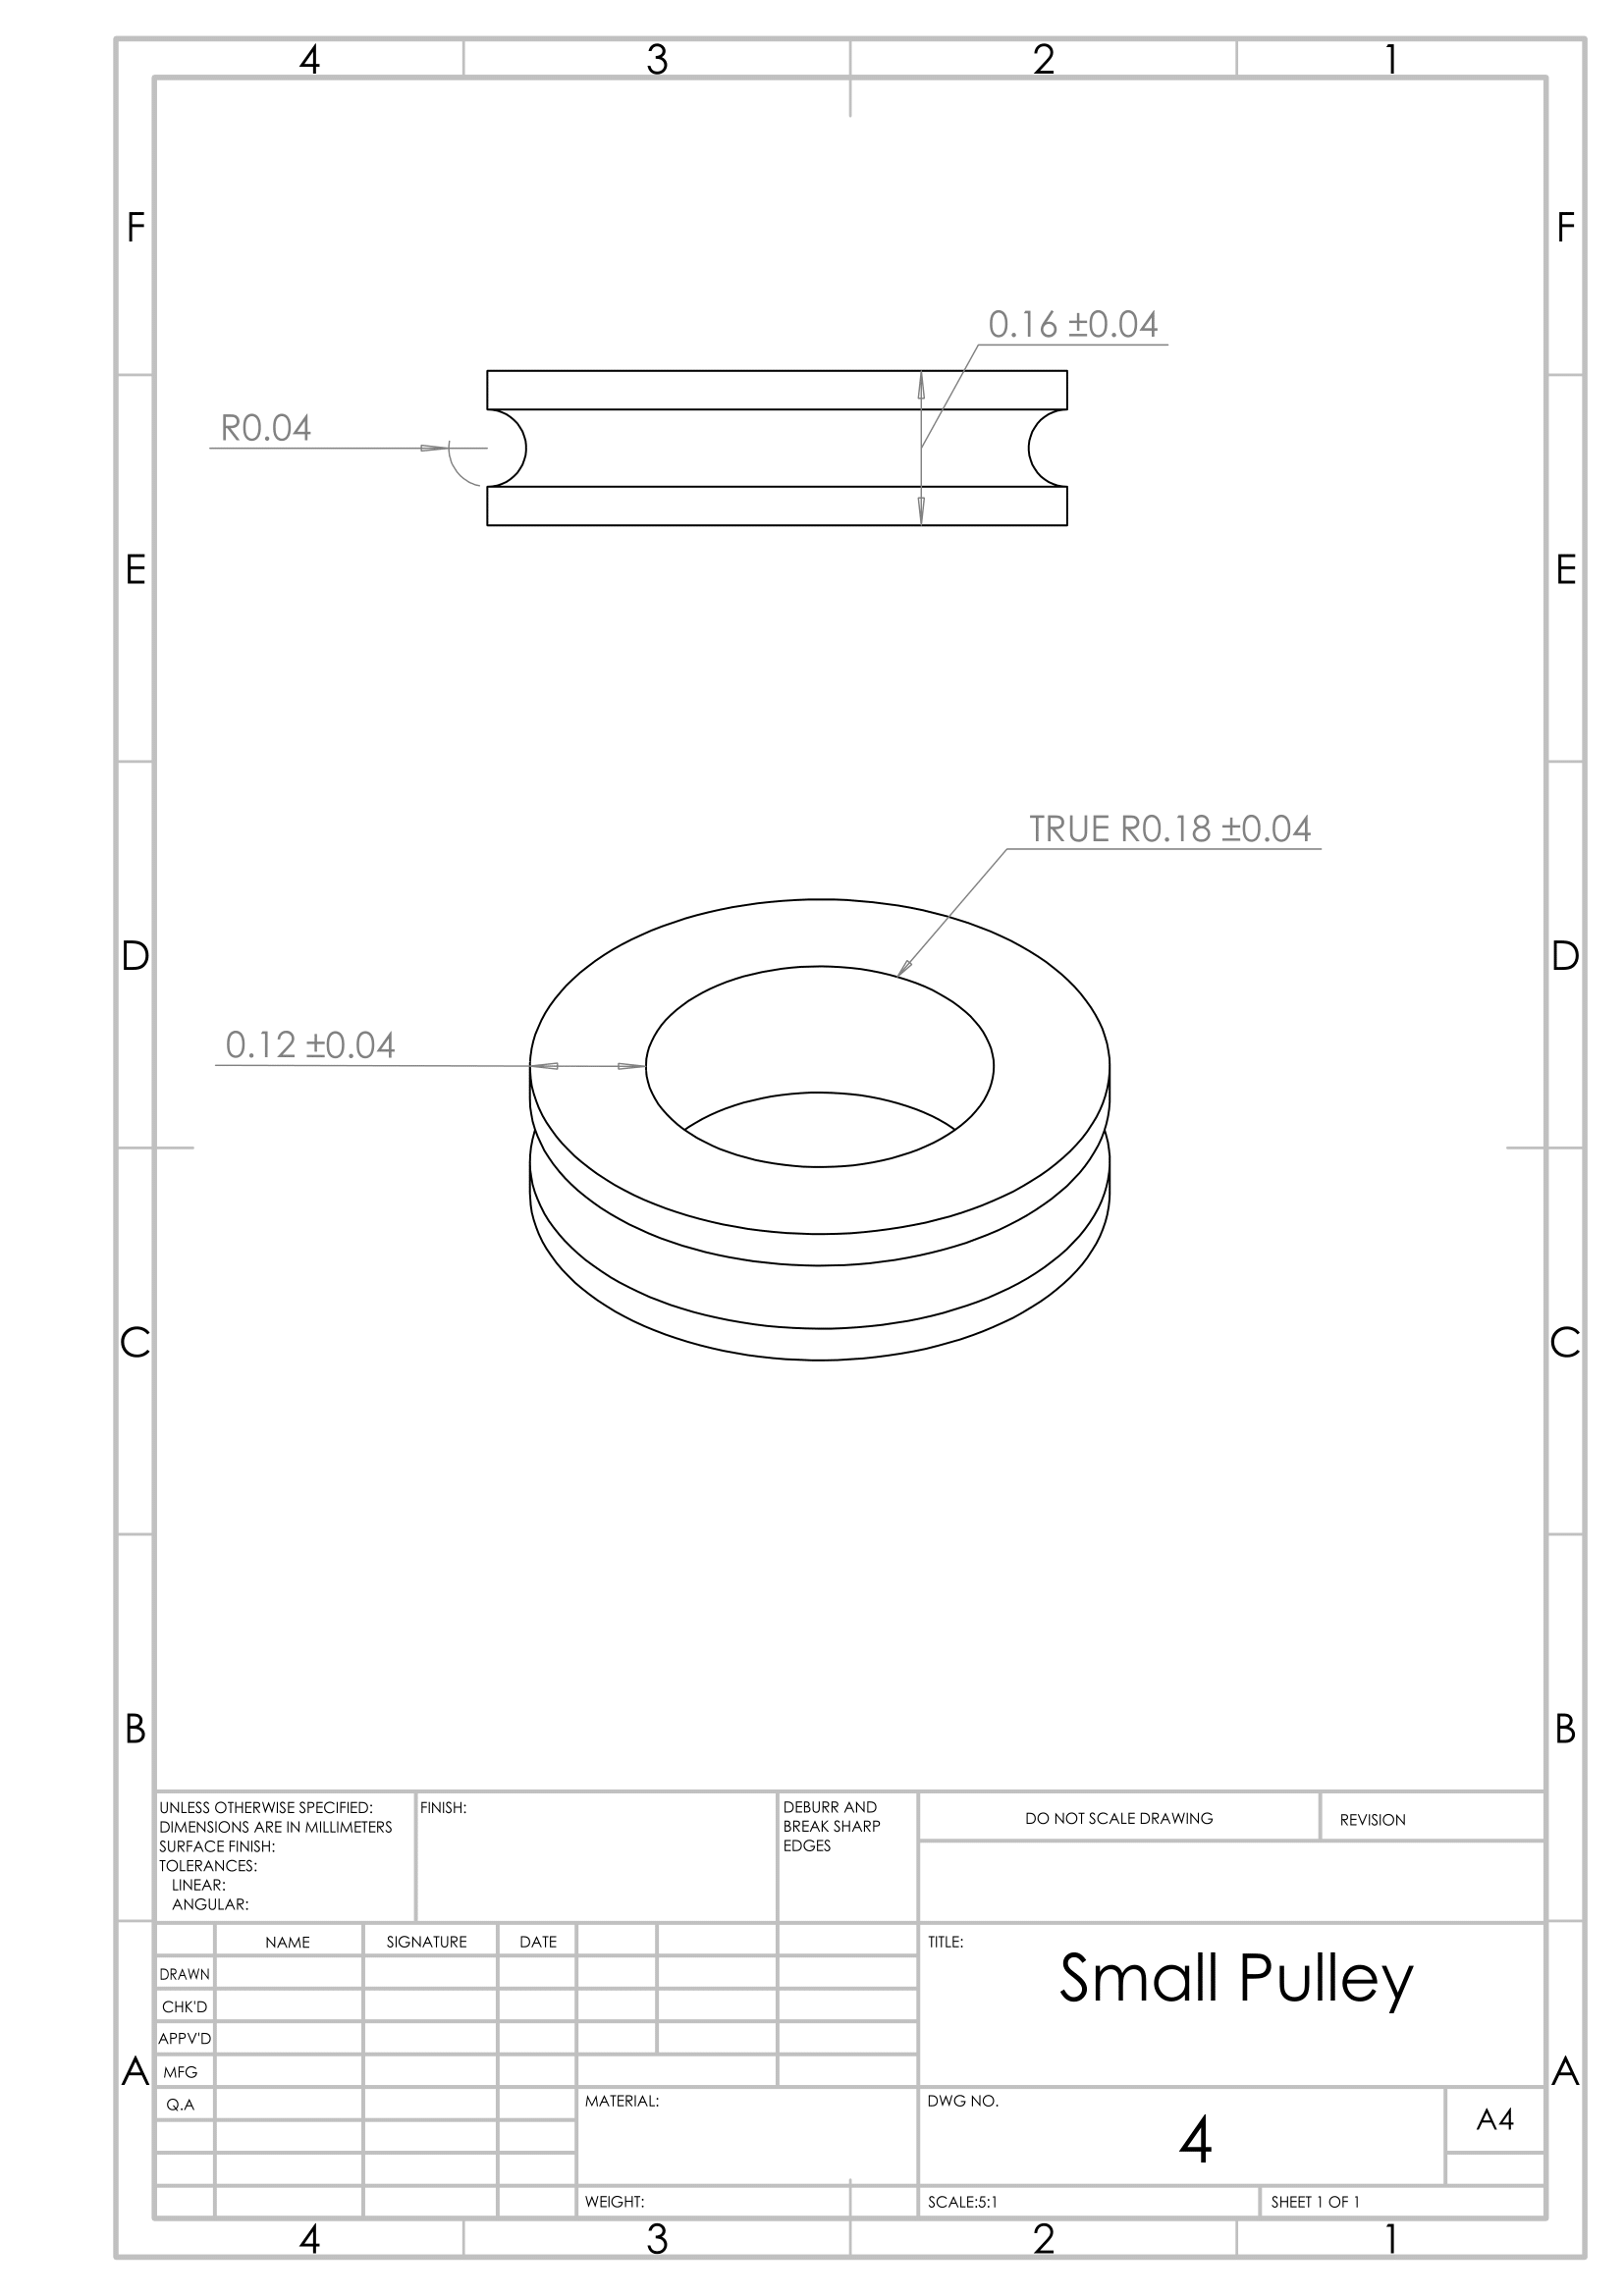 4 3 2 1
F F
0.16 ±0.04
R0.04
E E
TRUE R0.18 ±0.04
D D
0.12 ±0.04
C C
B B
UNLESS OTHERWISE SPECIFIED:
DIMENSIONS ARE IN MILLIMETERS
SURFACE FINISH:
TOLERANCES:
LINEAR:
ANGULAR:
FINISH:
DEBURR AND
BREAK SHARP
EDGES
DO NOT SCALE DRAWING
REVISION
NAME SIGNATURE DATE
DRAWN
CHK'D
APPV'D
MFG
Q.A
TITLE:
Small Pulley
A A
MATERIAL:
DWG NO.
4
A4
WEIGHT:
SCALE:5:1
SHEET 1 OF 1
4 3 2 1